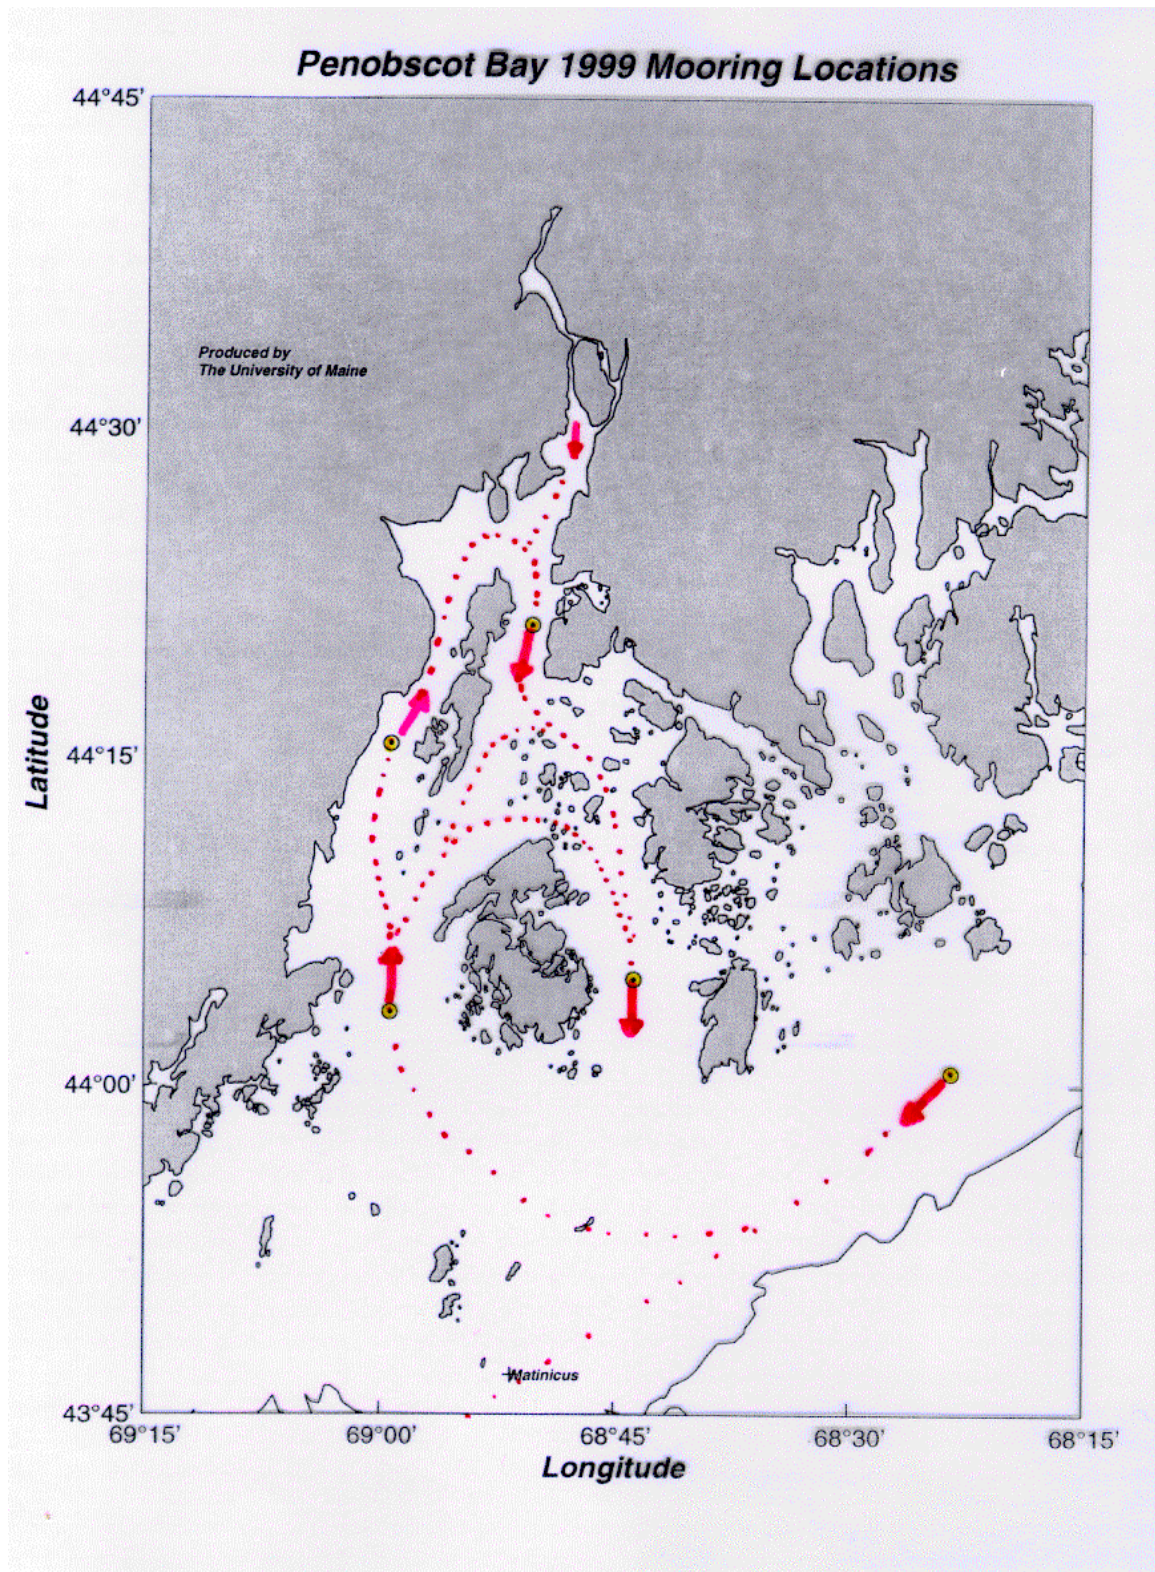 Penobscot Bay 1999 Mooring Locations
44°45'
Produced by
The University of Maine
44°30'
44°15'
Latitude
44°00'
Matinicus
43°45'
69°15' 69°00' 68°45' 68°30' 68°15'
Longitude